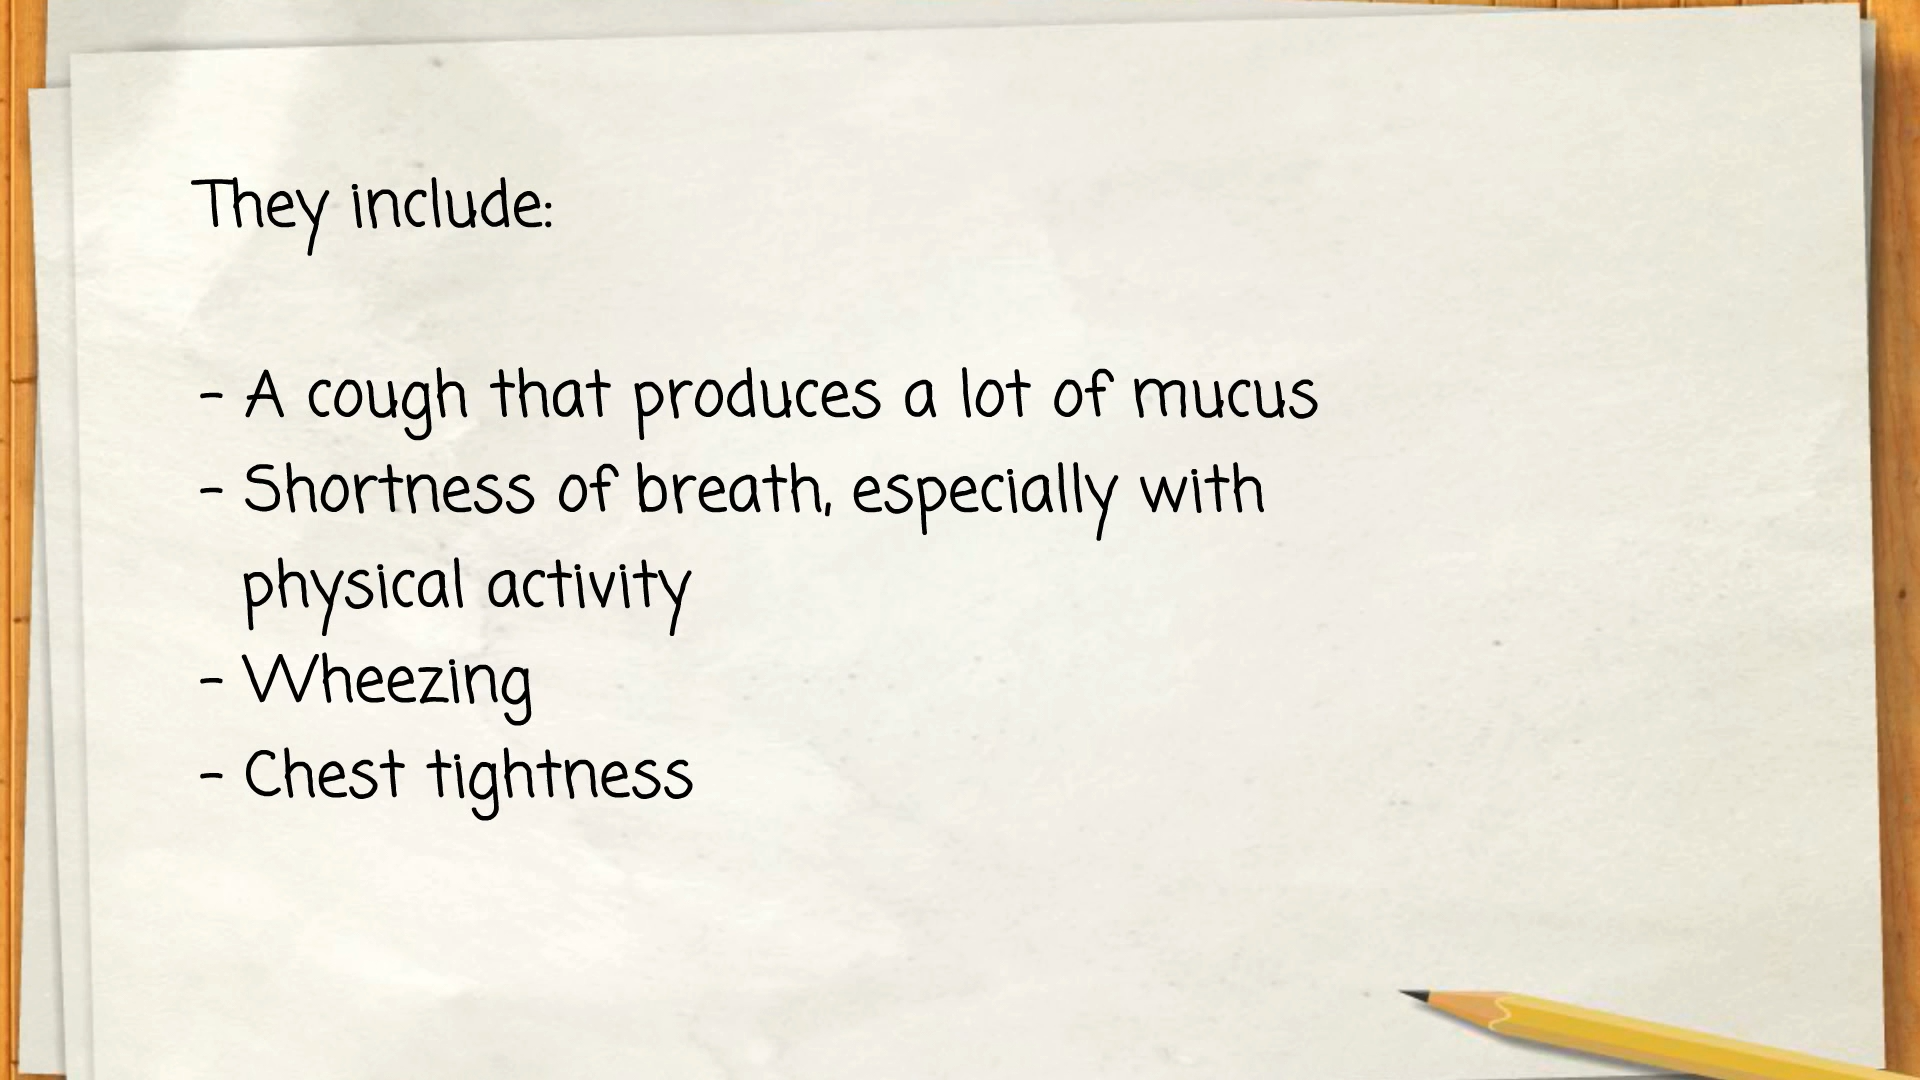 They include:
- A cough that produces a lot of mucus
- Shortness of breath, especially with
physical activity
- Wheezing
- Chest tightness